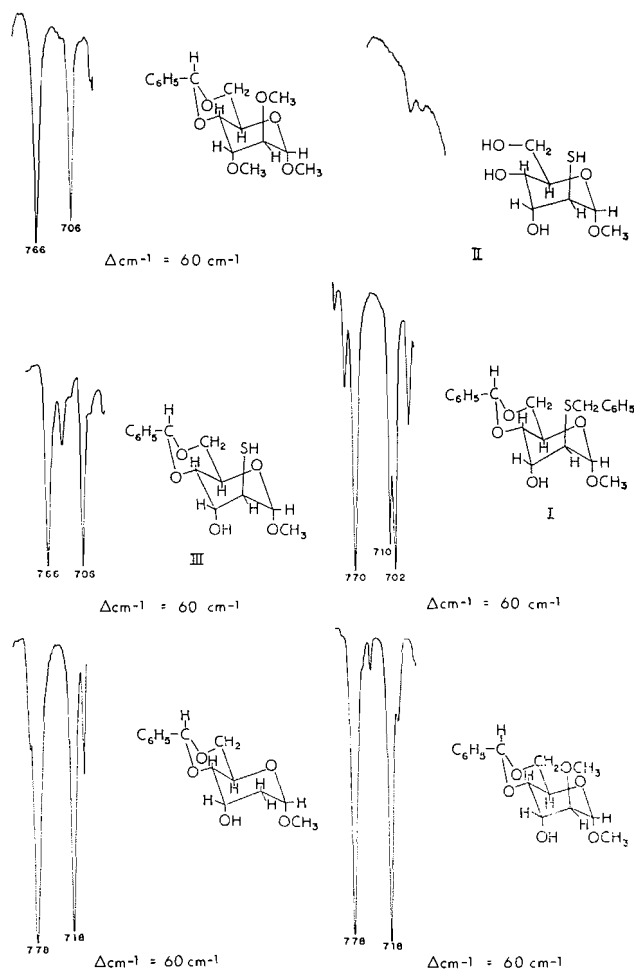 H
C6H5-C
O
CH2
H
O
OCH3
O
H
H
H
H
OCH3
OCH3
766
706
Δcm-1 = 60 cm-1
HO-CH2
SH
HO
O
H
H
H
H
OH
OCH3
II
H
C6H5-C
O
CH2
H
O
SH
O
H
H
H
H
OH
OCH3
III
766
706
Δcm-1 = 60 cm-1
H
C6H5-C
O
CH2
H
O
SCH2C6H5
O
H
H
H
H
OH
OCH3
I
710
770
702
Δcm-1 = 60 cm-1
H
C6H5-C
O
CH2
H
O
H
O
H
H
H
OH
OCH3
778
718
Δcm-1 = 60 cm-1
H
C6H5-C
O
CH2
OCH3
H
O
O
H
H
H
H
OH
OCH3
778
718
Δcm-1 = 60 cm-1